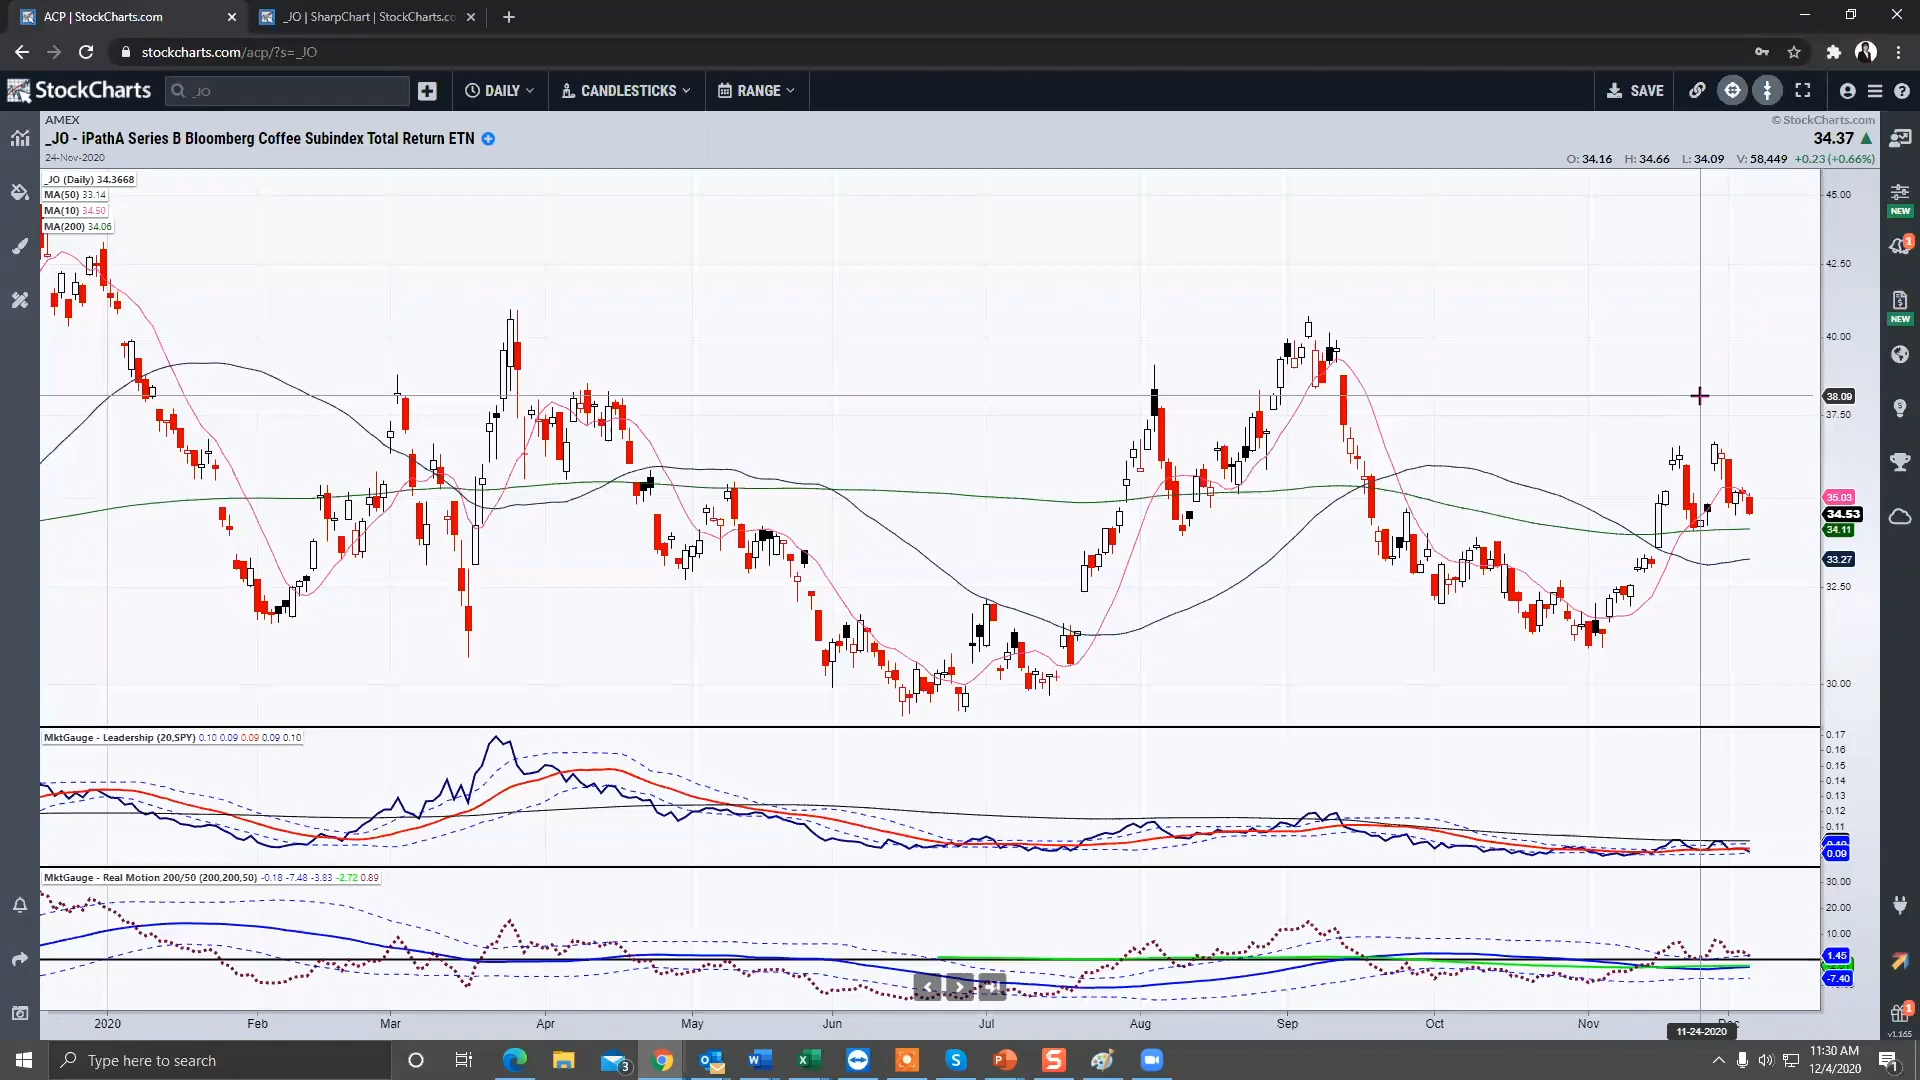 ACP | StockCharts.com
_JO | SharpChart | StockCharts.co
stockcharts.com/acp/?s=_JO
StockCharts
_JO
DAILY
CANDLESTICKS
RANGE
SAVE
AMEX
© StockCharts.com
_JO - iPathA Series B Bloomberg Coffee Subindex Total Return ETN
34.37
24-Nov-2020
O: 34.16 H: 34.66 L: 34.09 V: 58,449 +0.23 (+0.66%)
_JO (Daily) 34.3668
MA(50) 33.14
MA(10) 34.50
MA(200) 34.06
45.00
42.50
40.00
38.09
37.50
35.03
34.53
34.11
33.27
32.50
30.00
NEW
1
NEW
MktGauge - Leadership (20,SPY) 0.10 0.09 0.09 0.09 0.10
0.17
0.16
0.15
0.14
0.13
0.12
0.11
0.09
MktGauge - Real Motion 200/50 (200,200,50) -0.18 -7.48 -3.83 -2.72 0.89
30.00
20.00
10.00
1.45
-7.40
2020 Feb Mar Apr May Jun Jul Aug Sep Oct Nov
11-24-2020
1
v1.165
Type here to search
3
11:30 AM
12/4/2020
1